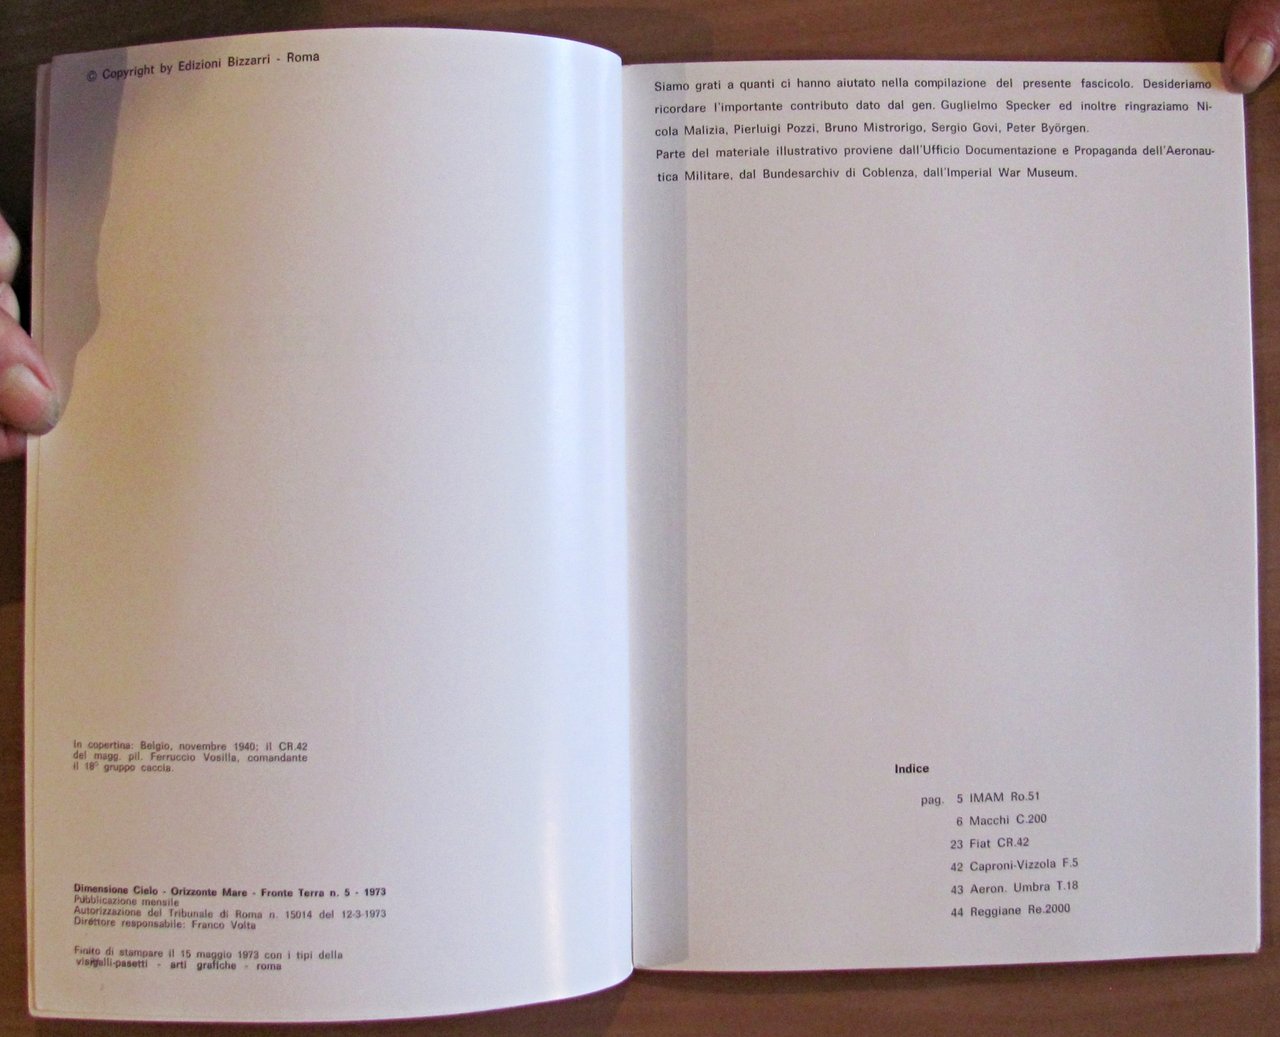 © Copyright by Edizioni Bizzarri - Roma
In copertina: Belgio, novembre 1940; il CR.42
del magg. pil. Ferruccio Vosilla, comandante
il 18° gruppo caccia.
Dimensione Cielo - Orizzonte Mare - Fronte Terra n. 5 - 1973
Pubblicazione mensile
Autorizzazione del Tribunale di Roma n. 15014 del 12-3-1973
Direttore responsabile: Franco Volta
Finito di stampare il 15 maggio 1973 con i tipi della
visigalli-pasetti - arti grafiche - roma
Siamo grati a quanti ci hanno aiutato nella compilazione del presente fascicolo. Desideriamo
ricordare l'importante contributo dato dal gen. Guglielmo Specker ed inoltre ringraziamo Ni-
cola Malizia, Pierluigi Pozzi, Bruno Mistrorigo, Sergio Govi, Peter Byörgen.
Parte del materiale illustrativo proviene dall'Ufficio Documentazione e Propaganda dell'Aeronau-
tica Militare, dal Bundesarchiv di Coblenza, dall'Imperial War Museum.
Indice
pag. 5 IMAM Ro.51
6 Macchi C.200
23 Fiat CR.42
42 Caproni-Vizzola F.5
43 Aeron. Umbra T.18
44 Reggiane Re.2000